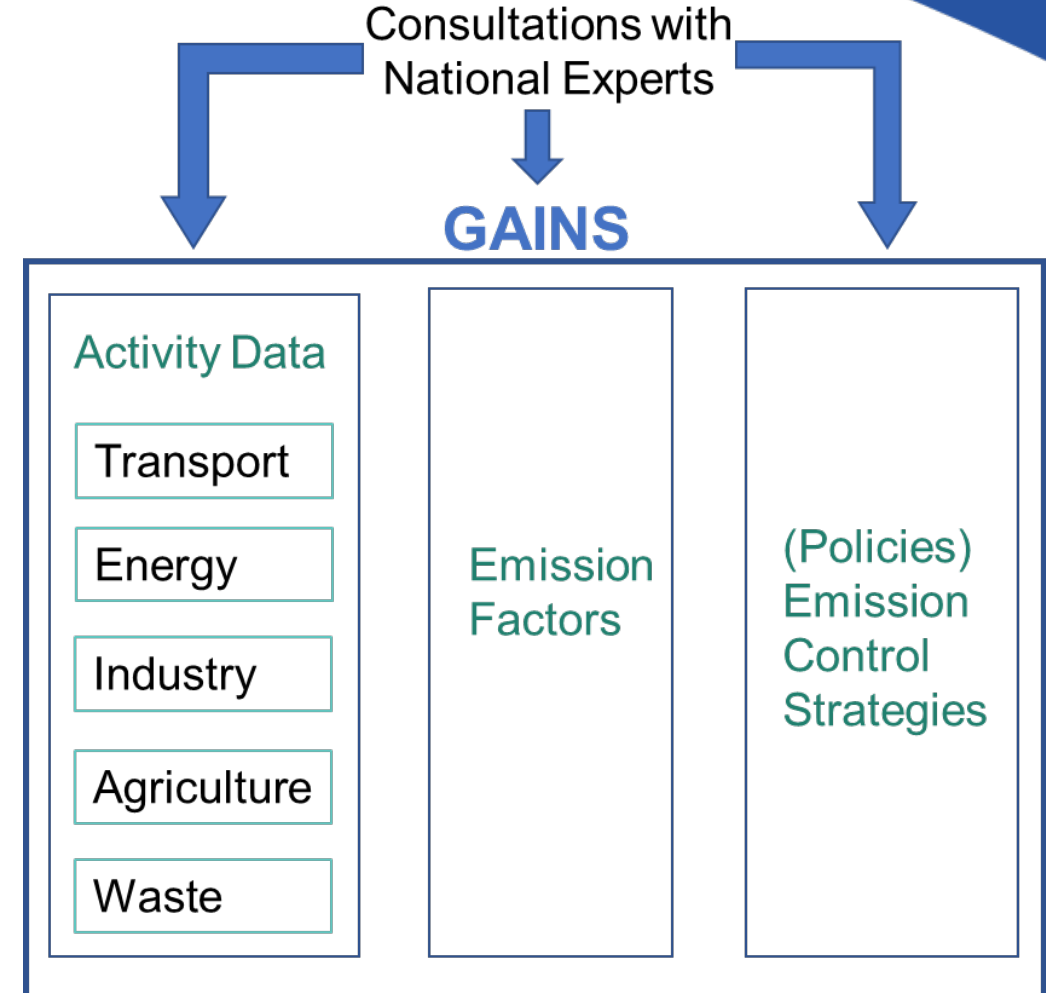 Consultations with
National Experts
GAINS
Activity Data
Transport
Energy
Industry
Agriculture
Waste
Emission
Factors
(Policies)
Emission
Control
Strategies